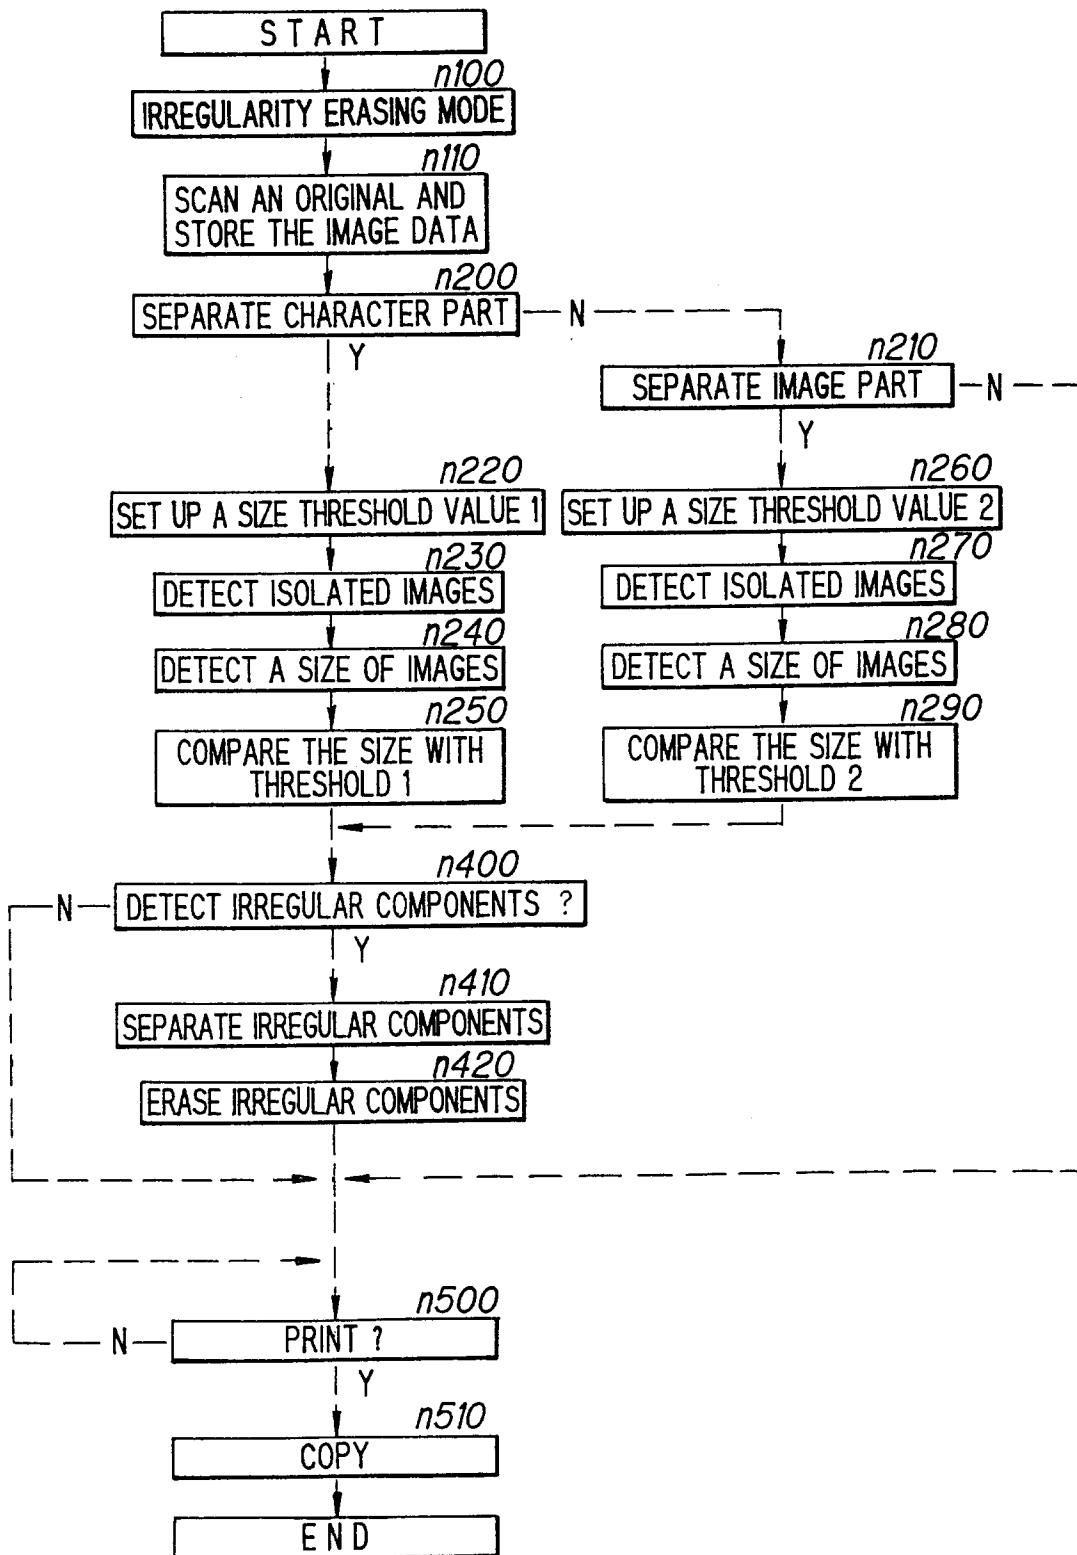 START
n100
IRREGULARITY ERASING MODE
n110
SCAN AN ORIGINAL AND
STORE THE IMAGE DATA
n200
SEPARATE CHARACTER PART
N
Y
n210
SEPARATE IMAGE PART
N
Y
n220
SET UP A SIZE THRESHOLD VALUE 1
n230
DETECT ISOLATED IMAGES
n240
DETECT A SIZE OF IMAGES
n250
COMPARE THE SIZE WITH
THRESHOLD 1
n260
SET UP A SIZE THRESHOLD VALUE 2
n270
DETECT ISOLATED IMAGES
n280
DETECT A SIZE OF IMAGES
n290
COMPARE THE SIZE WITH
THRESHOLD 2
n400
N
DETECT IRREGULAR COMPONENTS ?
Y
n410
SEPARATE IRREGULAR COMPONENTS
n420
ERASE IRREGULAR COMPONENTS
n500
N
PRINT ?
Y
n510
COPY
END